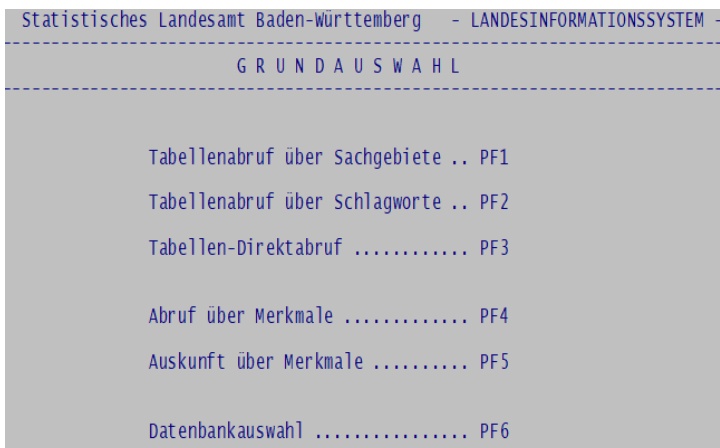 Statistisches Landesamt Baden-Württemberg - LANDESINFORMATIONSSYSTEM -
G R U N D A U S W A H L
Tabellenabruf über Sachgebiete .. PF1
Tabellenabruf über Schlagworte .. PF2
Tabellen-Direktabruf ............ PF3
Abruf über Merkmale ............. PF4
Auskunft über Merkmale .......... PF5
Datenbankauswahl ................ PF6